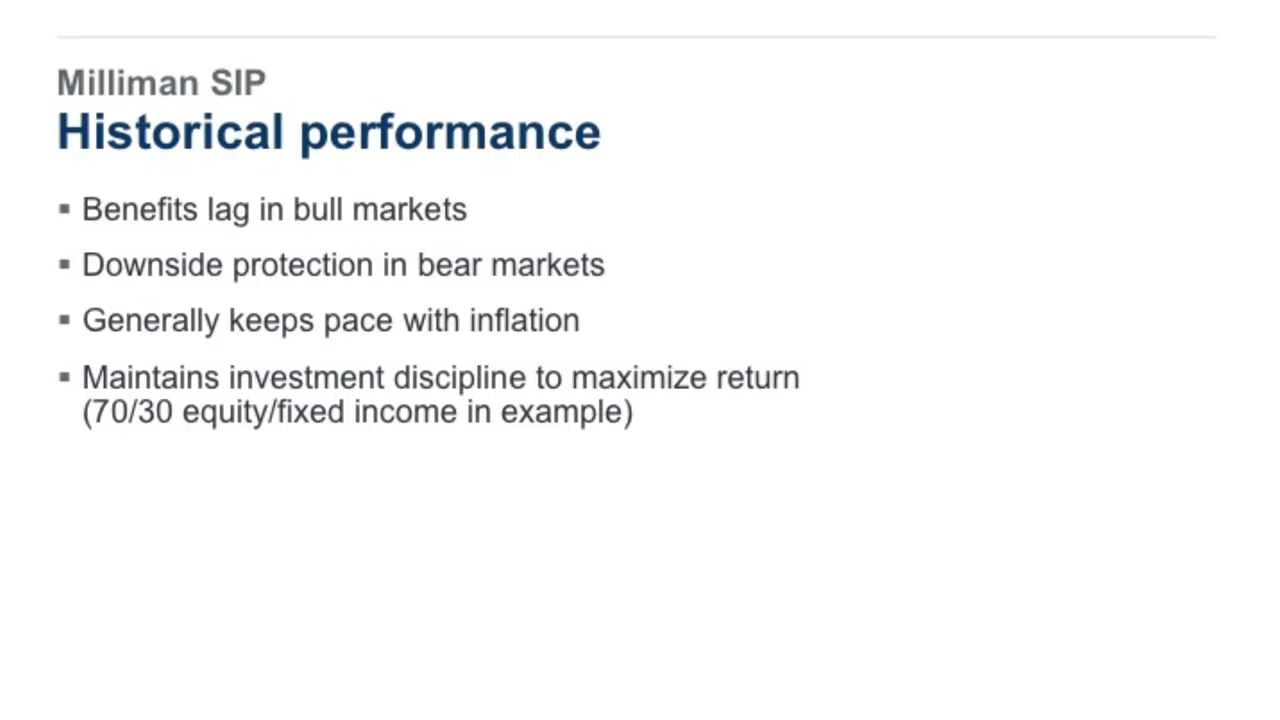 Milliman SIP
Historical performance
▪ Benefits lag in bull markets
▪ Downside protection in bear markets
▪ Generally keeps pace with inflation
▪ Maintains investment discipline to maximize return
(70/30 equity/fixed income in example)